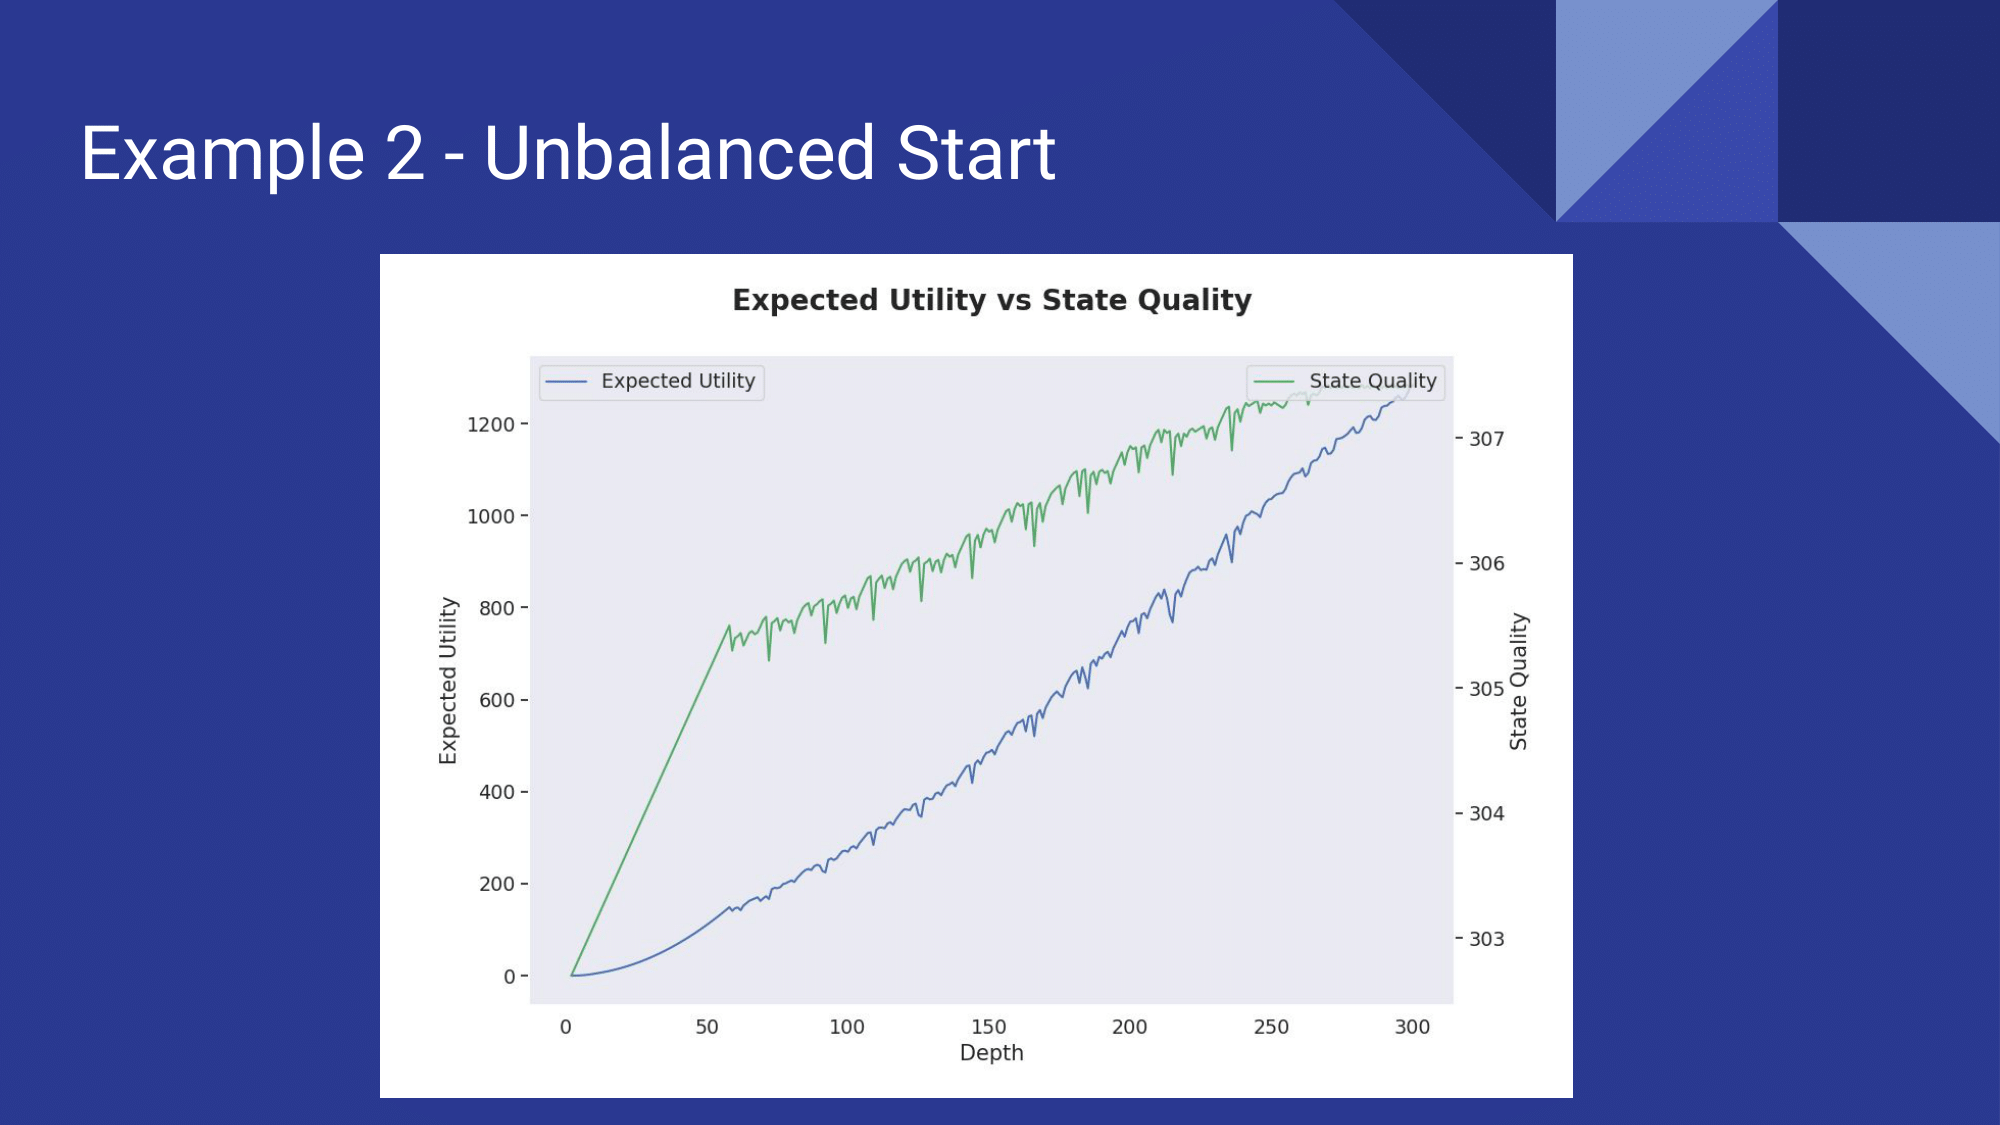 Example 2 - Unbalanced Start
Expected Utility vs State Quality
Expected Utility
State Quality
1200
1000
800
600
400
200
0
Expected Utility
307
306
305
304
303
State Quality
0 50 100 150 200 250 300
Depth